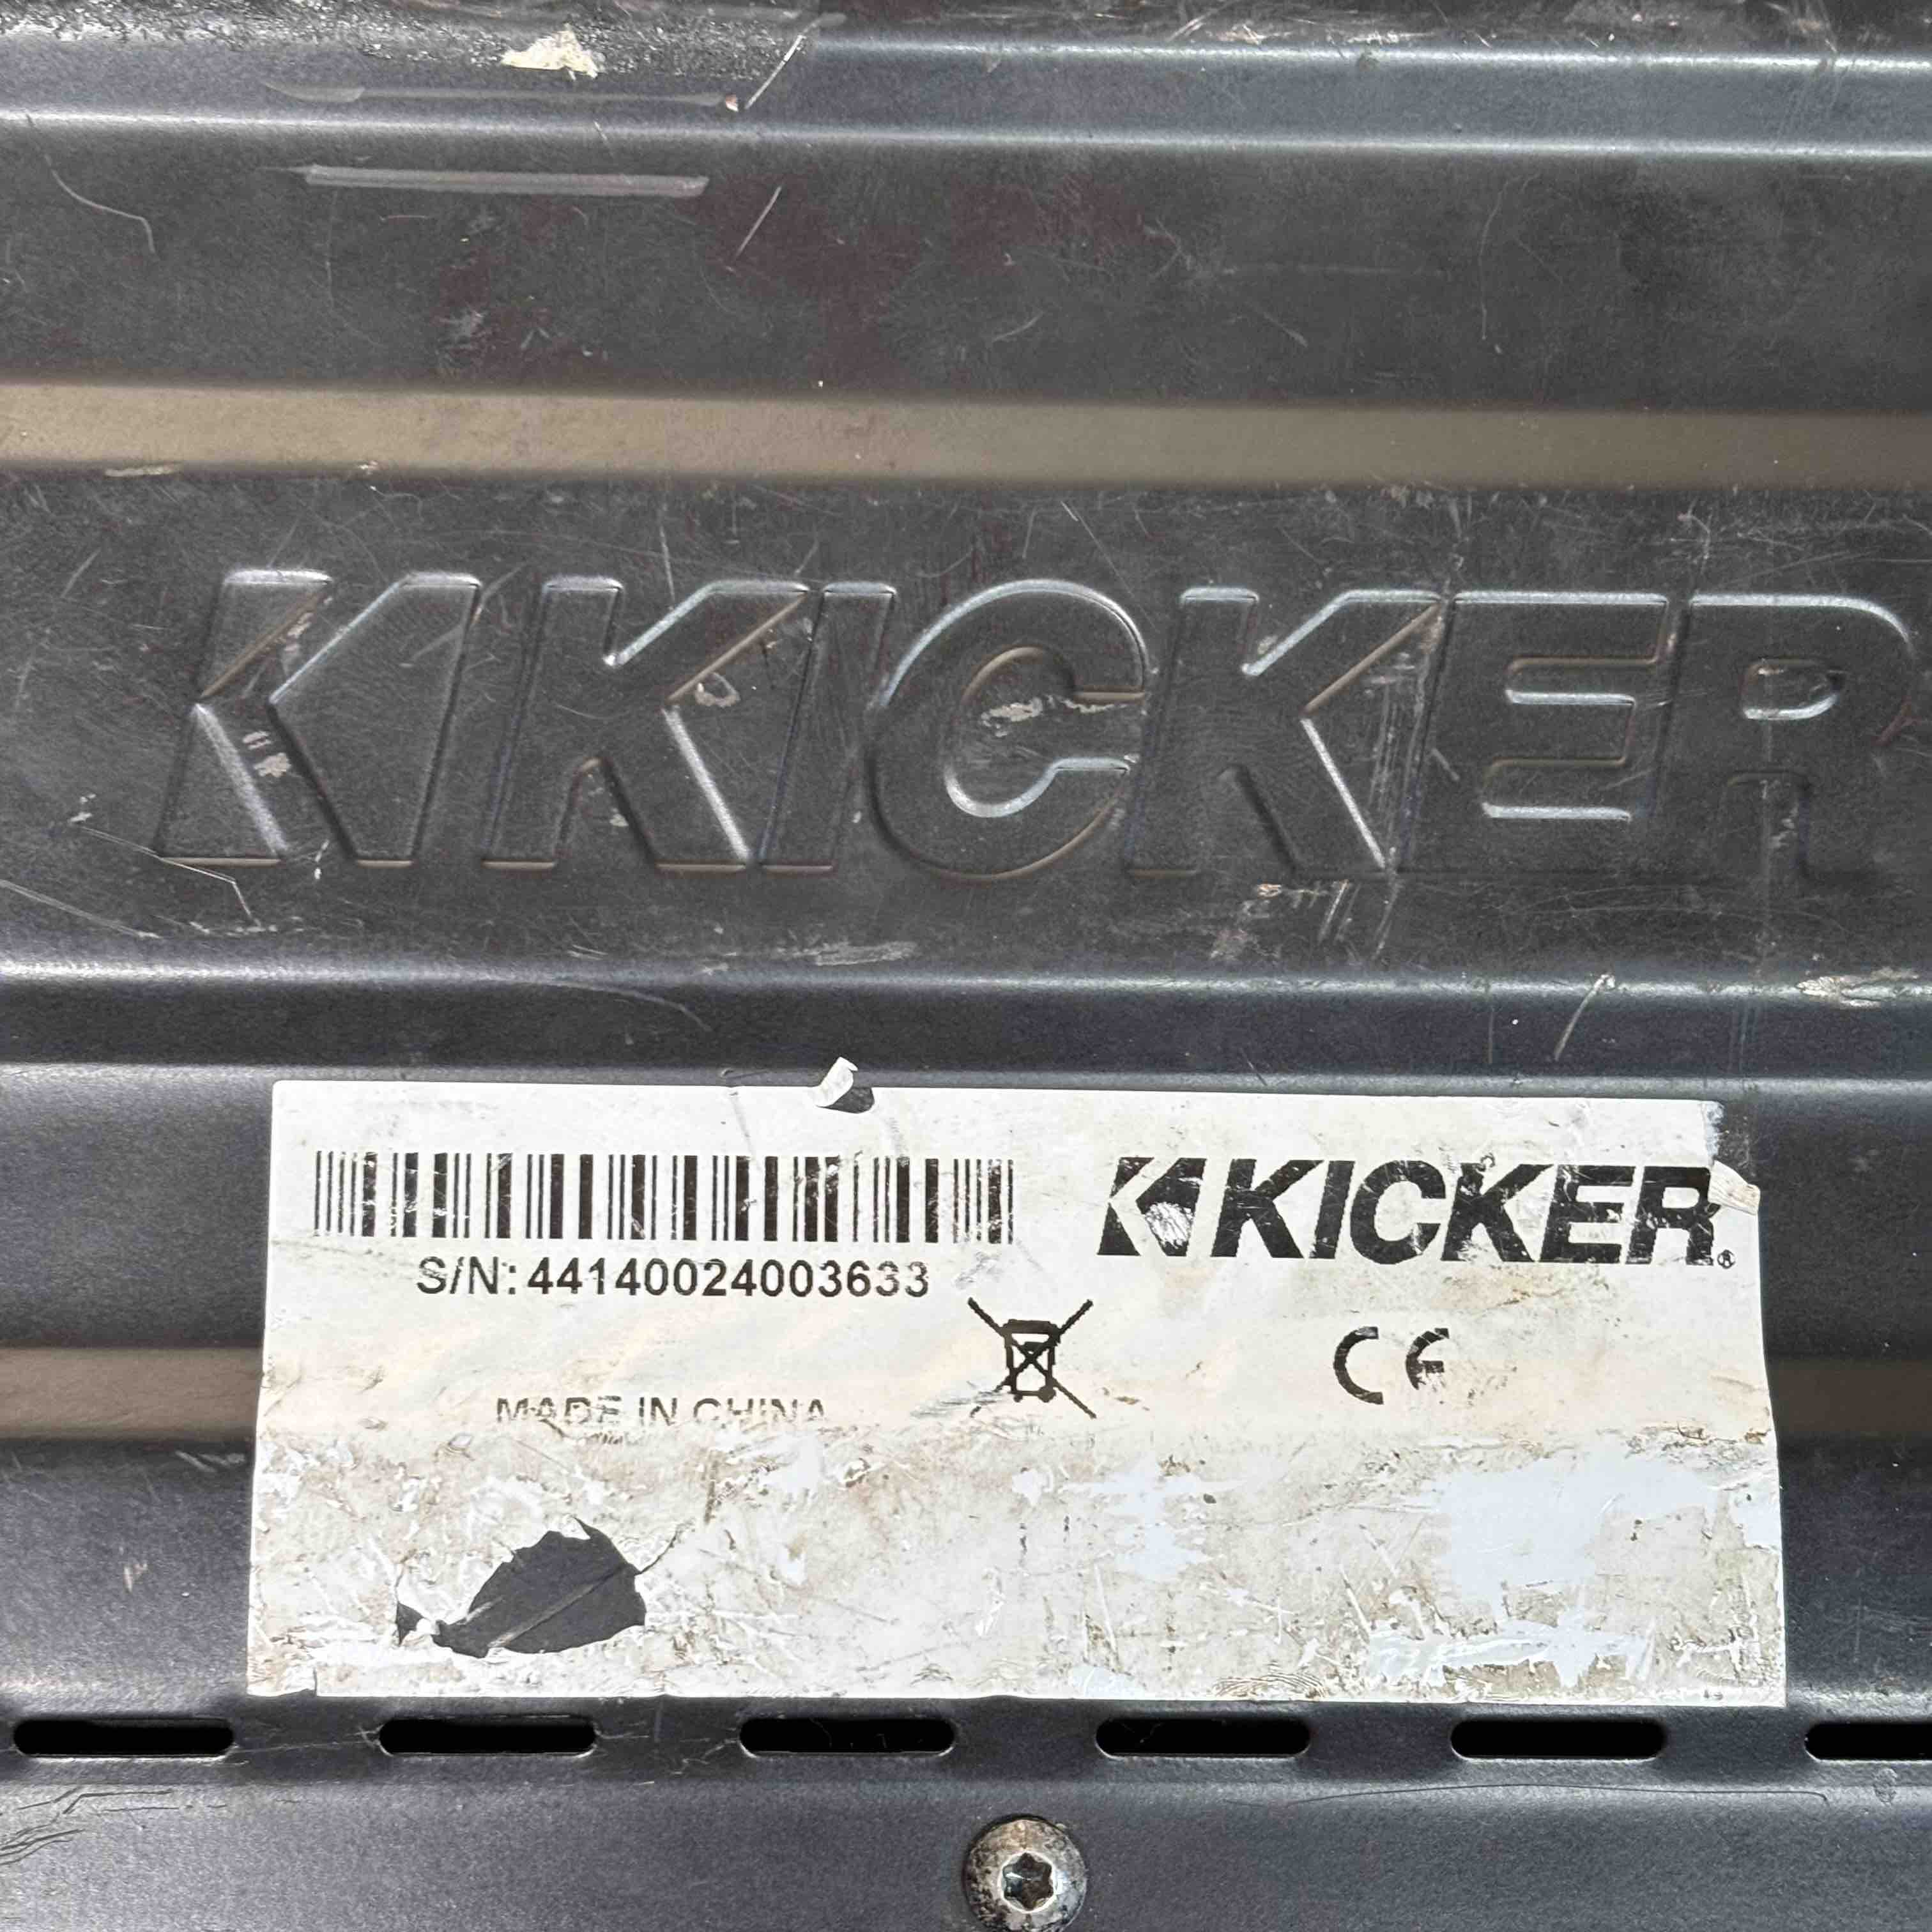 KICKER
KICKER®
S/N: 44140024003633
CE
MADE IN CHINA